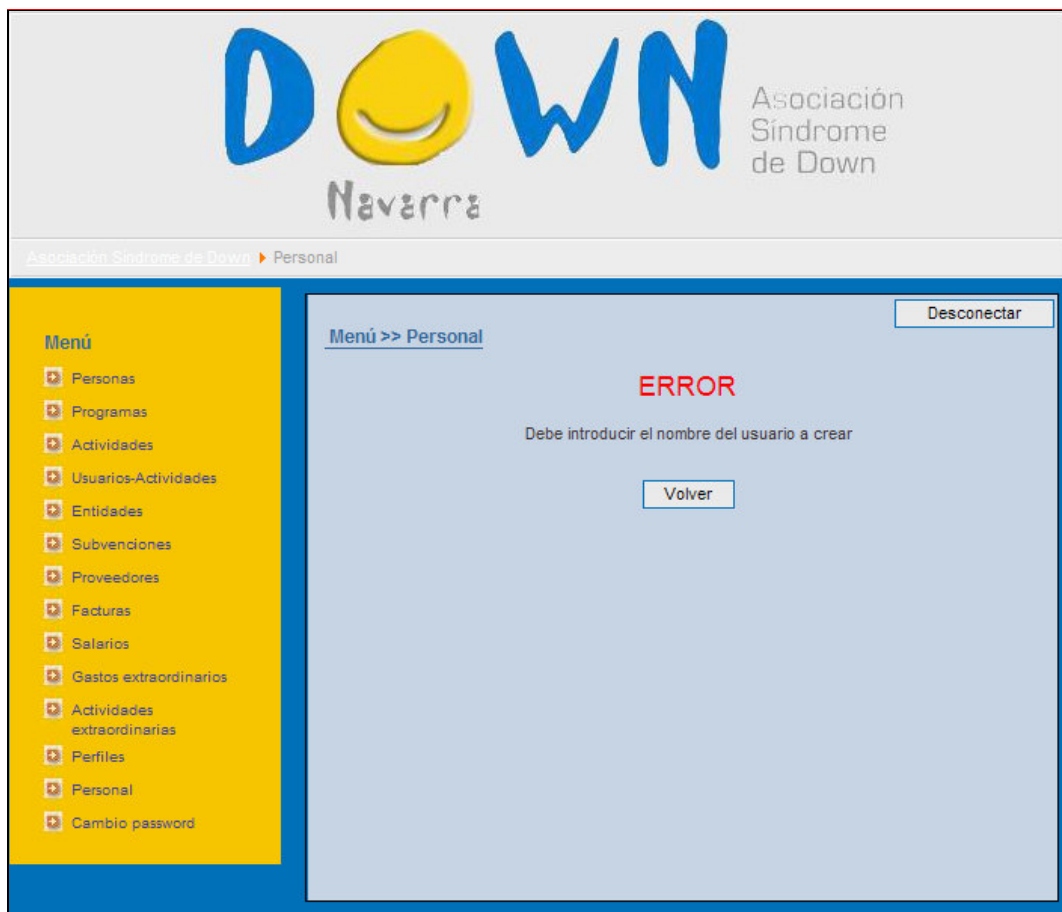 DOWN
Asociación
Síndrome
de Down
Navarra
Asociación Síndrome de Down Personal
Desconectar
Menú
Menú >> Personal
Personas
Programas
Actividades
Usuarios-Actividades
Entidades
Subvenciones
Proveedores
Facturas
Salarios
Gastos extraordinarios
Actividades
extraordinarias
Perfiles
Personal
Cambio password
ERROR
Debe introducir el nombre del usuario a crear
Volver